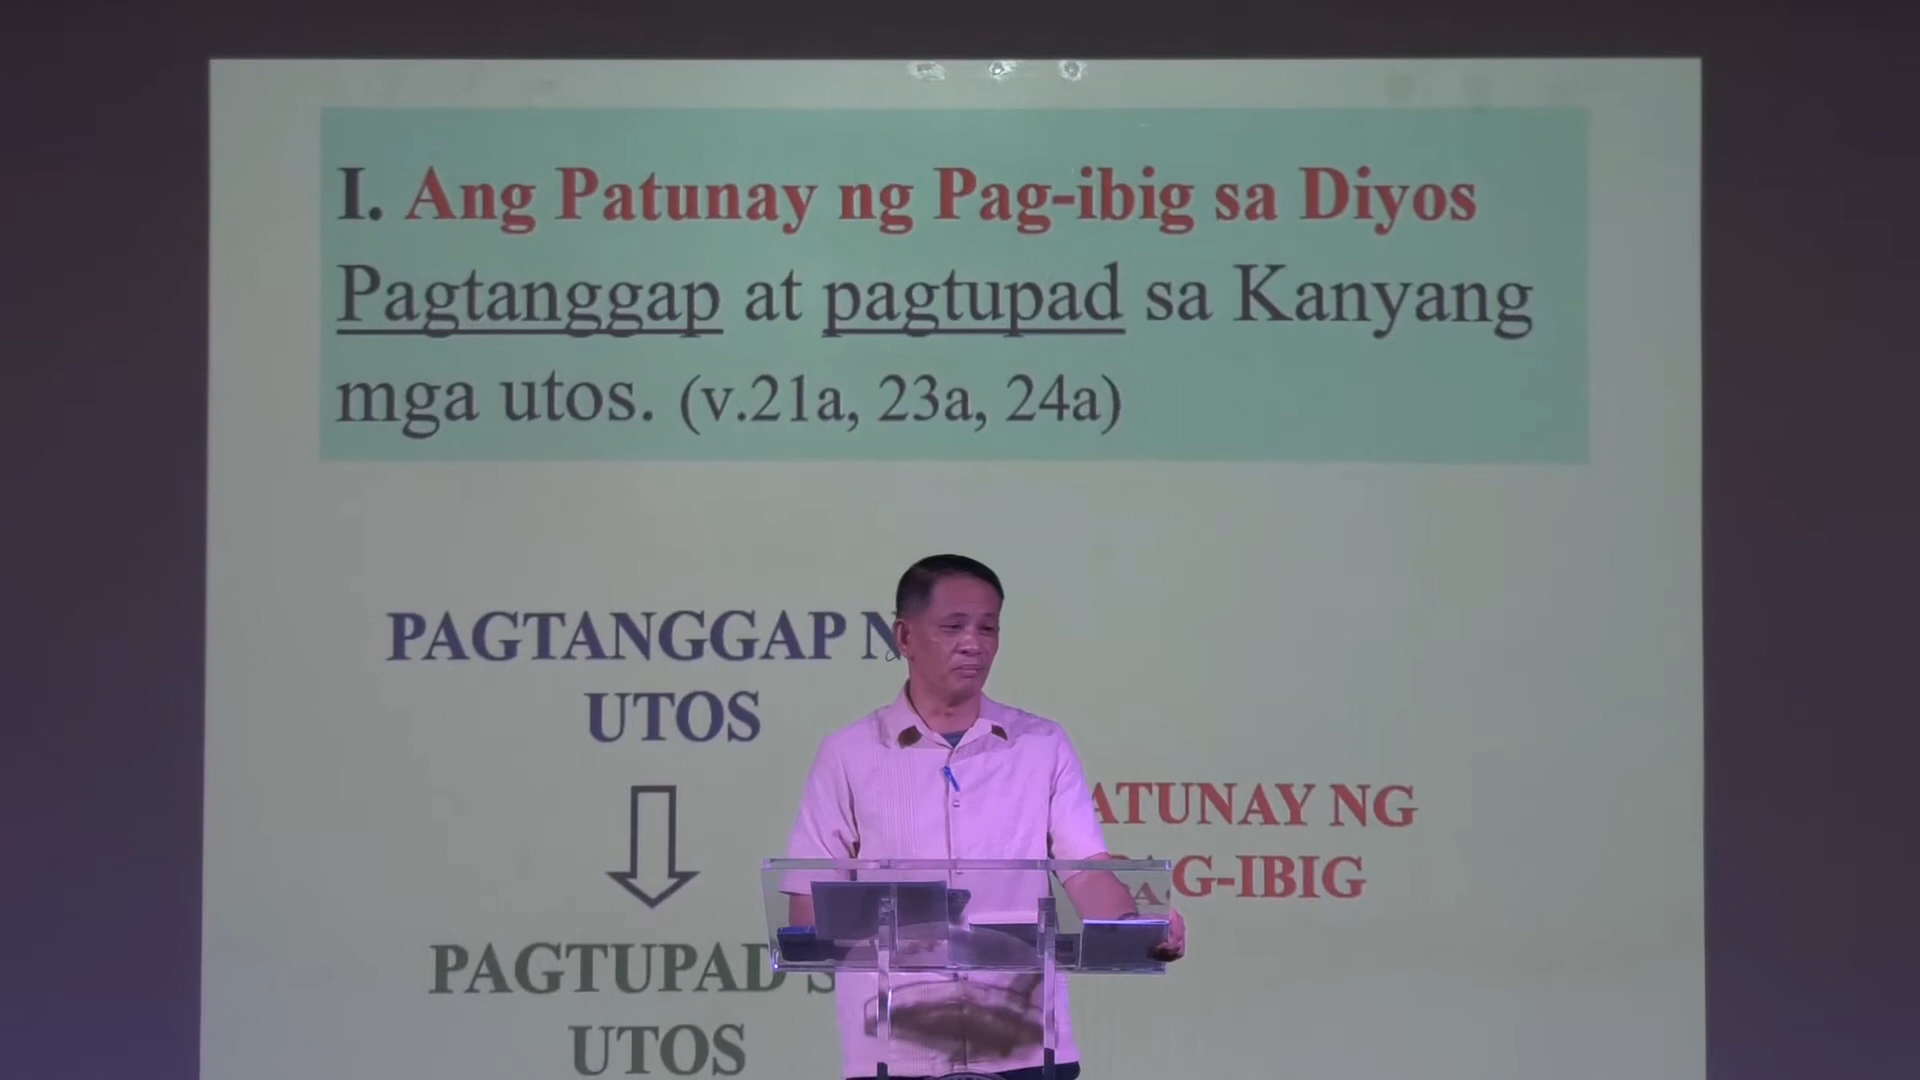 I. Ang Patunay ng Pag-ibig sa Diyos
Pagtanggap at pagtupad sa Kanyang
mga utos. (v.21a, 23a, 24a)
PAGTANGGAP
UTOS
ATUNAY NG
G-IBIG
PAGTUPAD
UTOS